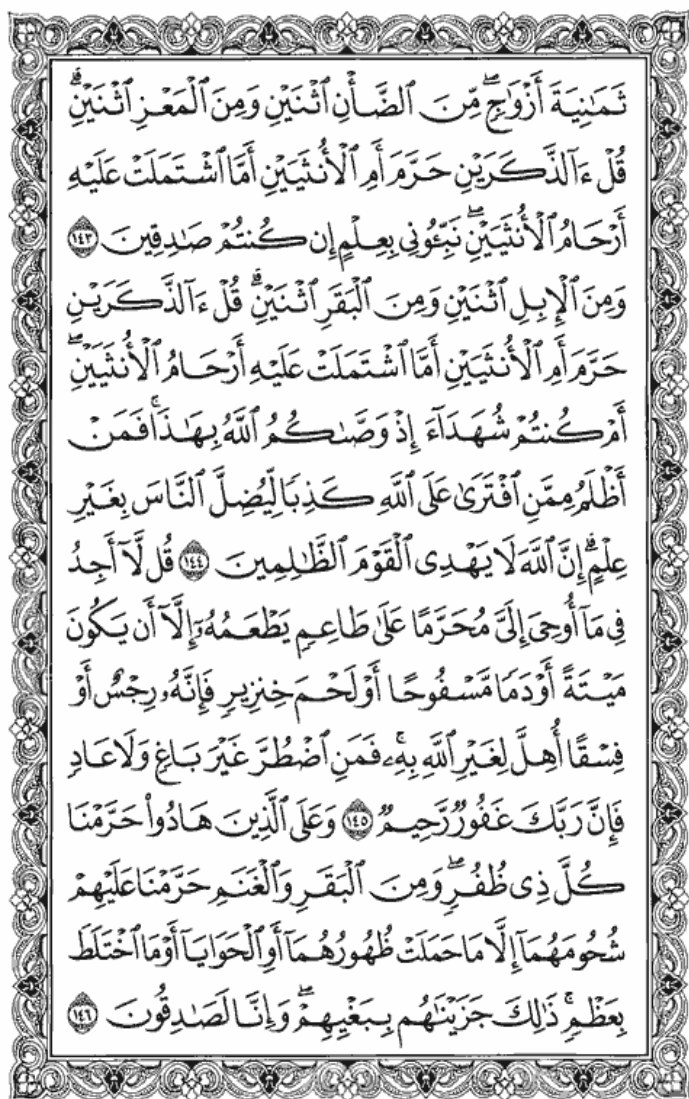 ثَمَٰنِيَةَ أَزْوَٰجٍۖ مِّنَ ٱلضَّأْنِ ٱثْنَيْنِ وَمِنَ ٱلْمَعْزِ ٱثْنَيْنِۗ
قُلْ ءَآلذَّكَرَيْنِ حَرَّمَ أَمِ ٱلْأُنثَيَيْنِ أَمَّا ٱشْتَمَلَتْ عَلَيْهِ
أَرْحَامُ ٱلْأُنثَيَيْنِۖ نَبِّـُٔونِى بِعِلْمٍ إِن كُنتُمْ صَٰدِقِينَ ١٤٣
وَمِنَ ٱلْإِبِلِ ٱثْنَيْنِ وَمِنَ ٱلْبَقَرِ ٱثْنَيْنِۗ قُلْ ءَآلذَّكَرَيْنِ
حَرَّمَ أَمِ ٱلْأُنثَيَيْنِ أَمَّا ٱشْتَمَلَتْ عَلَيْهِ أَرْحَامُ ٱلْأُنثَيَيْنِۖ
أَمْ كُنتُمْ شُهَدَآءَ إِذْ وَصَّىٰكُمُ ٱللَّهُ بِهَٰذَاۚ فَمَنْ
أَظْلَمُ مِمَّنِ ٱفْتَرَىٰ عَلَى ٱللَّهِ كَذِبًا لِّيُضِلَّ ٱلنَّاسَ بِغَيْرِ
عِلْمٍۗ إِنَّ ٱللَّهَ لَا يَهْدِى ٱلْقَوْمَ ٱلظَّٰلِمِينَ ١٤٤ قُل لَّآ أَجِدُ
فِى مَآ أُوحِىَ إِلَىَّ مُحَرَّمًا عَلَىٰ طَاعِمٍ يَطْعَمُهُۥٓ إِلَّآ أَن يَكُونَ
مَيْتَةً أَوْ دَمًا مَّسْفُوحًا أَوْ لَحْمَ خِنزِيرٍ فَإِنَّهُۥ رِجْسٌ أَوْ
فِسْقًا أُهِلَّ لِغَيْرِ ٱللَّهِ بِهِۦۚ فَمَنِ ٱضْطُرَّ غَيْرَ بَاغٍ وَلَا عَادٍ
فَإِنَّ رَبَّكَ غَفُورٌ رَّحِيمٌ ١٤٥ وَعَلَى ٱلَّذِينَ هَادُوا۟ حَرَّمْنَا
كُلَّ ذِى ظُفُرٍۖ وَمِنَ ٱلْبَقَرِ وَٱلْغَنَمِ حَرَّمْنَا عَلَيْهِمْ
شُحُومَهُمَآ إِلَّا مَا حَمَلَتْ ظُهُورُهُمَآ أَوِ ٱلْحَوَايَآ أَوْ مَا ٱخْتَلَطَ
بِعَظْمٍۚ ذَٰلِكَ جَزَيْنَٰهُم بِبَغْيِهِمْۖ وَإِنَّا لَصَٰدِقُونَ ١٤٦